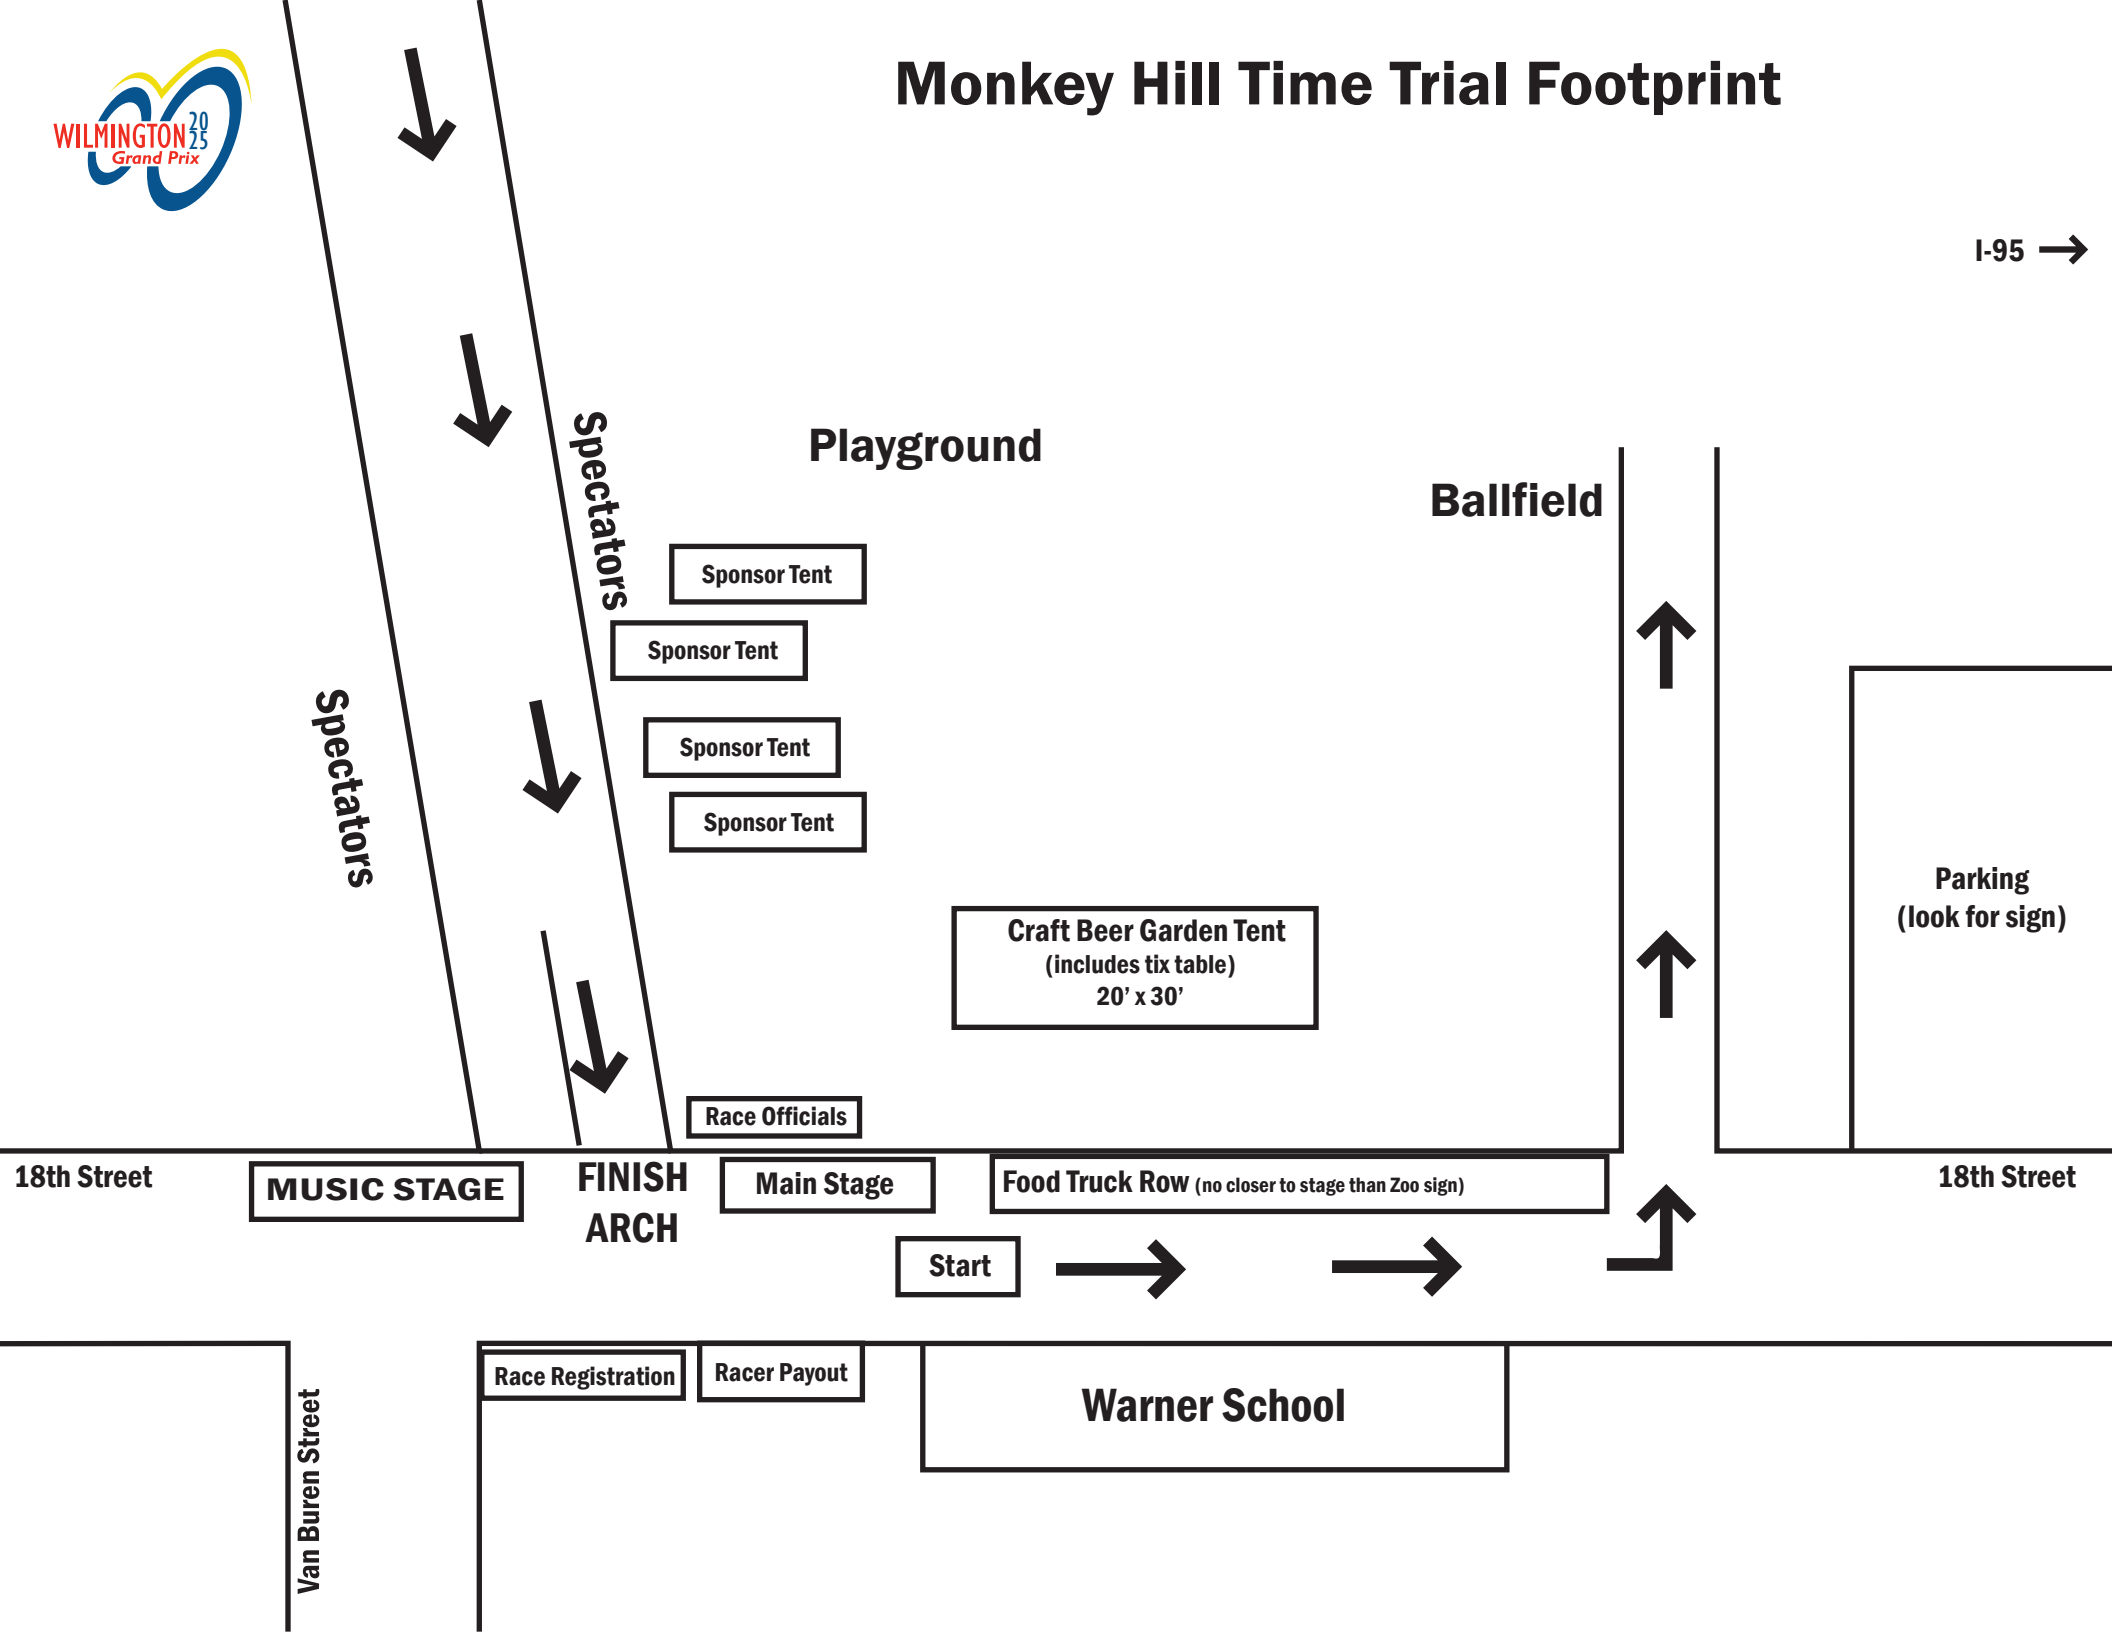 Monkey Hill Time Trial Footprint
WILMINGTON 20
25
Grand Prix
I-95
Playground
Spectators
Ballfield
Sponsor Tent
Sponsor Tent
Spectators
Sponsor Tent
Sponsor Tent
Parking
(look for sign)
Craft Beer Garden Tent
(includes tix table)
20’ x 30’
Race Officials
18th Street
MUSIC STAGE
FINISH
ARCH
Main Stage
Food Truck Row (no closer to stage than Zoo sign)
18th Street
Start
Race Registration
Racer Payout
Warner School
Van Buren Street